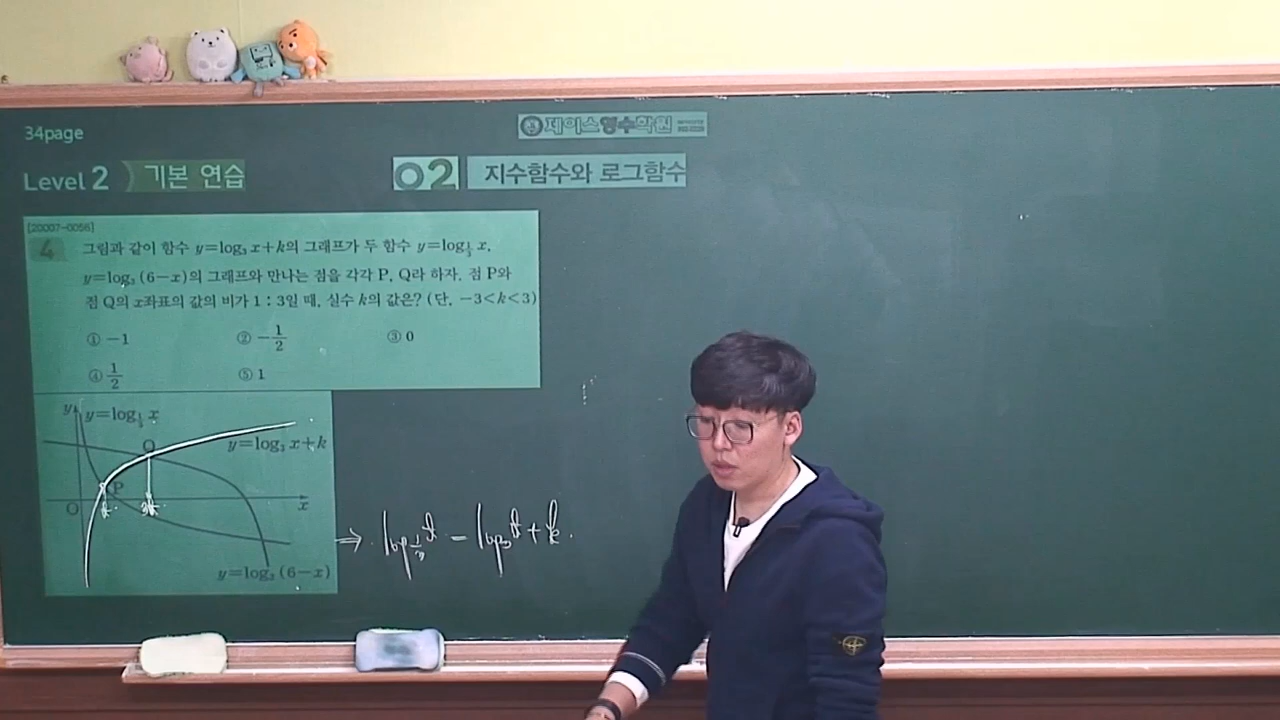 34page
제이스영수학원
Level 2 기본 연습
02 지수함수와 로그함수
[20007-0056]
4 그림과 같이 함수 y=log₃ x+k의 그래프가 두 함수 y=log_{1/3} x,
y=log₃ (6-x)의 그래프와 만나는 점을 각각 P, Q라 하자. 점 P와
점 Q의 x좌표의 값의 비가 1 : 3일 때, 실수 k의 값은? (단, -3<k<3)
① -1 ② -1/2 ③ 0
④ 1/2 ⑤ 1
y y=log_{1/3} x
Q y=log₃ x+k
P
O x
y=log₃ (6-x)